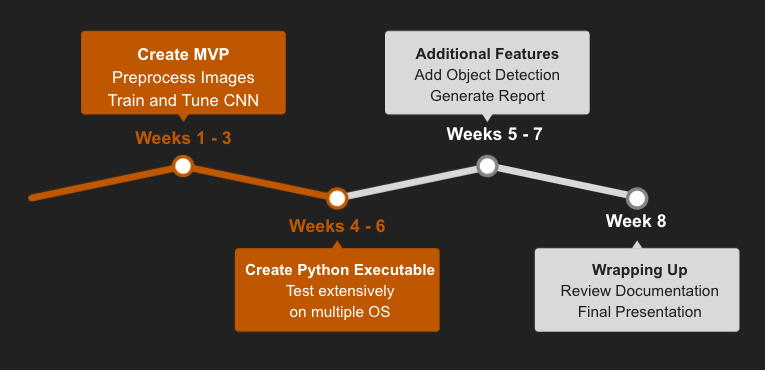 Create MVP
Preprocess Images
Train and Tune CNN
Weeks 1 - 3
Weeks 4 - 6
Create Python Executable
Test extensively
on multiple OS
Additional Features
Add Object Detection
Generate Report
Weeks 5 - 7
Week 8
Wrapping Up
Review Documentation
Final Presentation